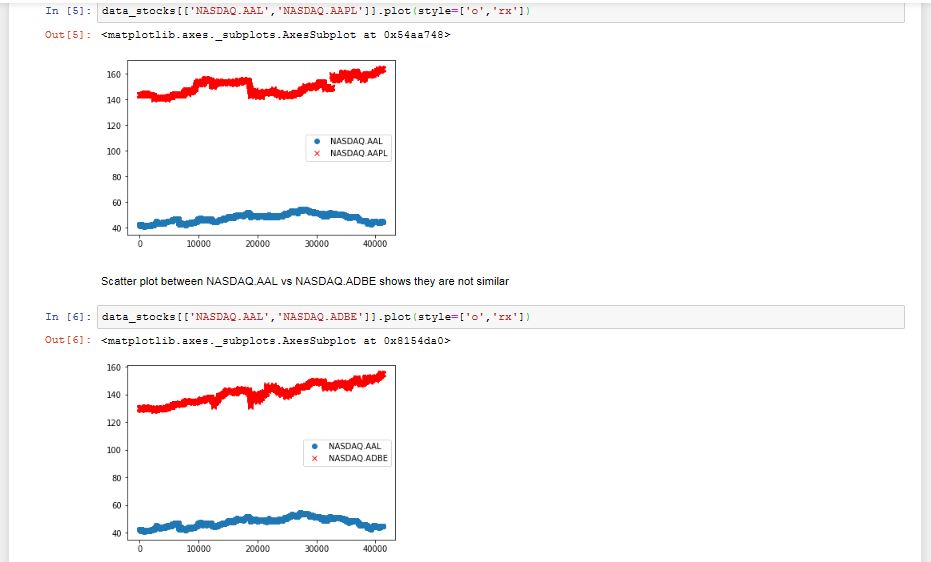 In [5]: data_stocks[['NASDAQ.AAL','NASDAQ.AAPL']].plot(style=['o','rx'])
Out[5]: <matplotlib.axes._subplots.AxesSubplot at 0x54aa748>
160
140
120
100
80
60
40
NASDAQ.AAL
NASDAQ.AAPL
0 10000 20000 30000 40000
Scatter plot between NASDAQ.AAL vs NASDAQ.ADBE shows they are not similar
In [6]: data_stocks[['NASDAQ.AAL','NASDAQ.ADBE']].plot(style=['o','rx'])
Out[6]: <matplotlib.axes._subplots.AxesSubplot at 0x8154da0>
160
140
120
100
80
60
40
NASDAQ.AAL
NASDAQ.ADBE
0 10000 20000 30000 40000